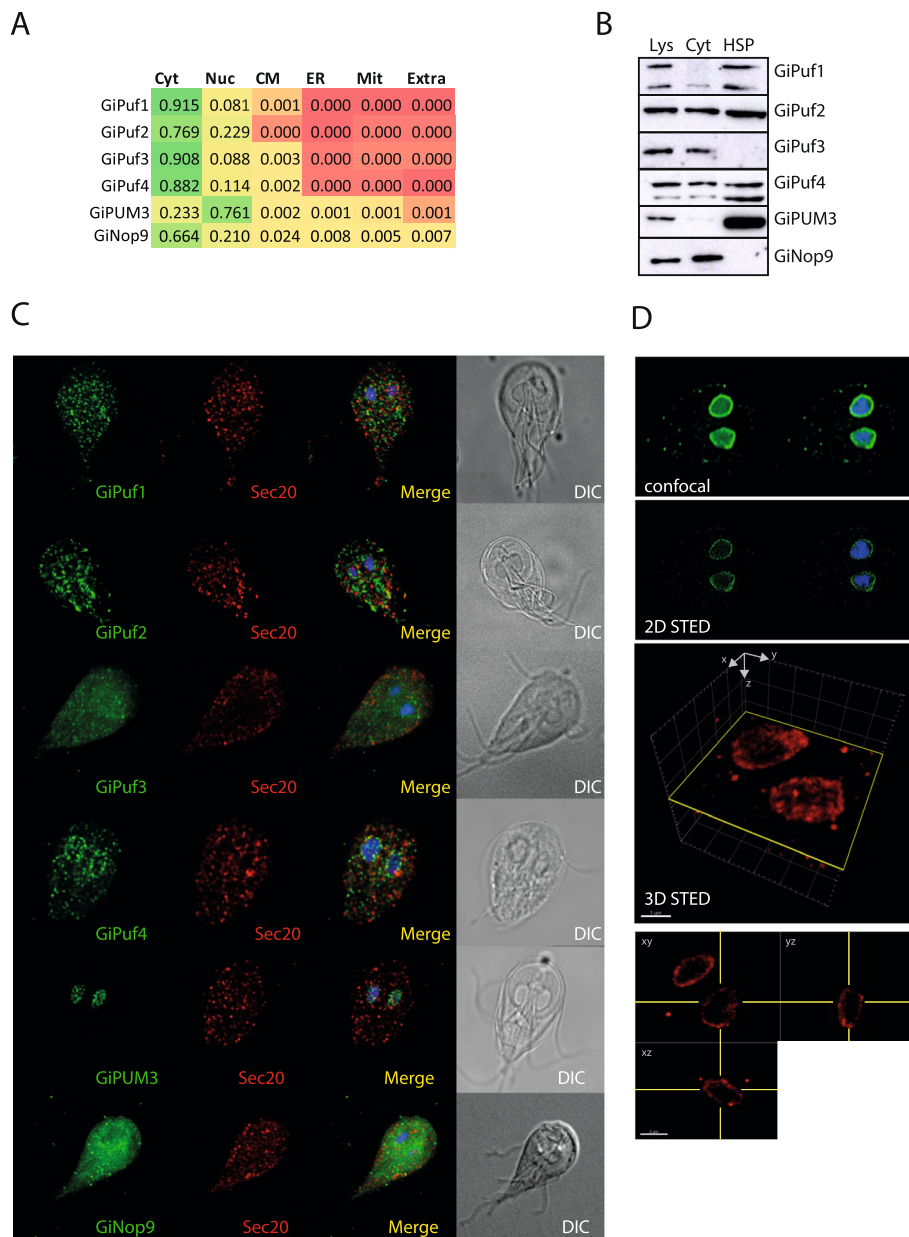 A
Cyt Nuc CM ER Mit Extra
GiPuf1 0.915 0.081 0.001 0.000 0.000 0.000
GiPuf2 0.769 0.229 0.000 0.000 0.000 0.000
GiPuf3 0.908 0.088 0.003 0.000 0.000 0.000
GiPuf4 0.882 0.114 0.002 0.000 0.000 0.000
GiPUM3 0.233 0.761 0.002 0.001 0.001 0.001
GiNop9 0.664 0.210 0.024 0.008 0.005 0.007
B
Lys Cyt HSP
GiPuf1
GiPuf2
GiPuf3
GiPuf4
GiPUM3
GiNop9
C
GiPuf1 Sec20 Merge DIC
GiPuf2 Sec20 Merge DIC
GiPuf3 Sec20 Merge DIC
GiPuf4 Sec20 Merge DIC
GiPUM3 Sec20 Merge DIC
GiNop9 Sec20 Merge DIC
D
confocal
2D STED
x y
z
3D STED
1 µm
xy yz
xz
2 µm